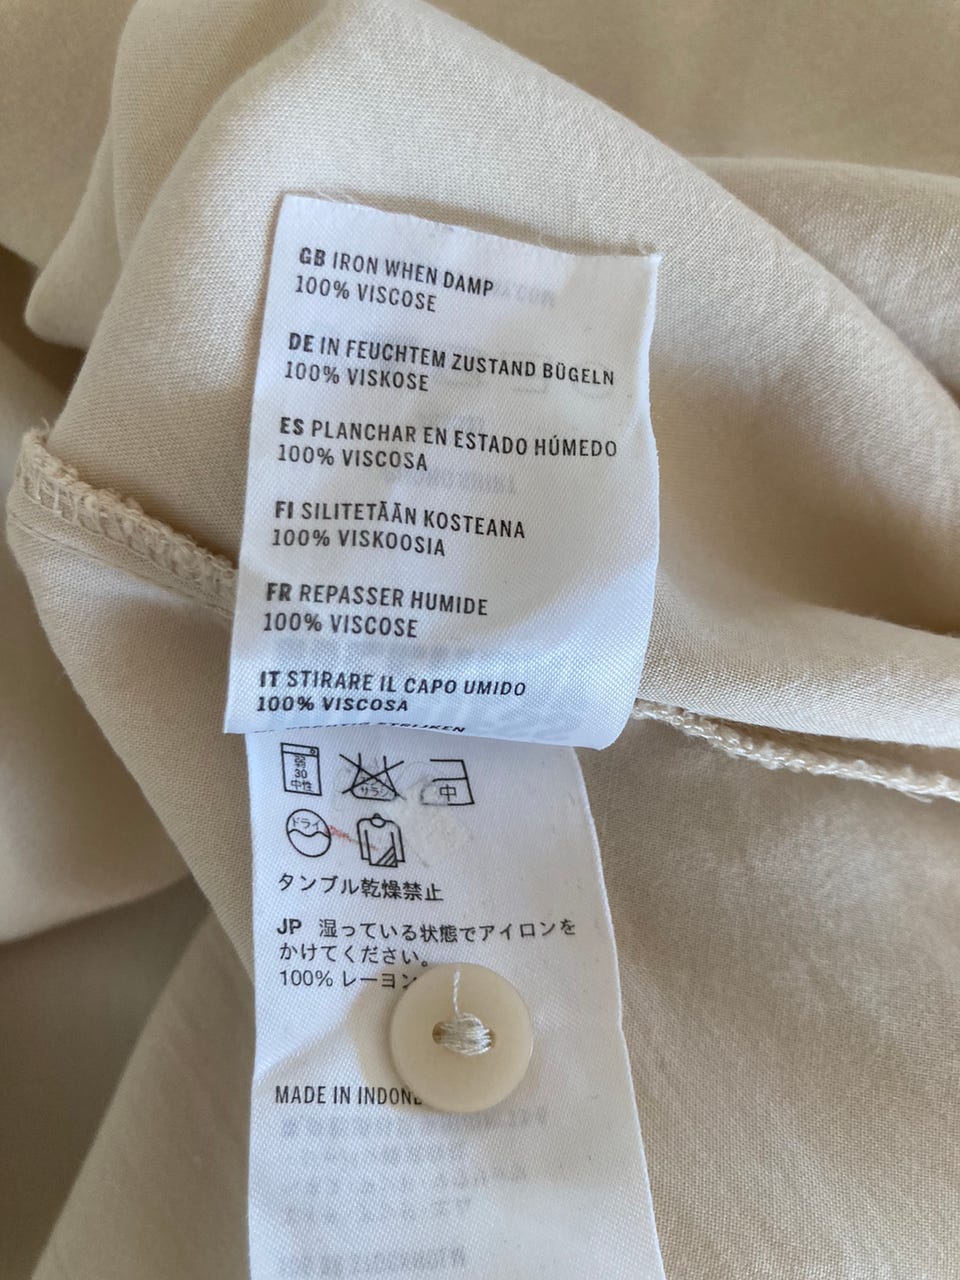 GB IRON WHEN DAMP
100% VISCOSE
DE IN FEUCHTEM ZUSTAND BÜGELN
100% VISKOSE
ES PLANCHAR EN ESTADO HÚMEDO
100% VISCOSA
FI SILITETÄÄN KOSTEANA
100% VISKOOSIA
FR REPASSER HUMIDE
100% VISCOSE
IT STIRARE IL CAPO UMIDO
100% VISCOSA
STRIJKEN
弱
30
中性
サラシ
中
ドライ
タンブル乾燥禁止
JP 湿っている状態でアイロンを
かけてください。
100% レーヨン
MADE IN